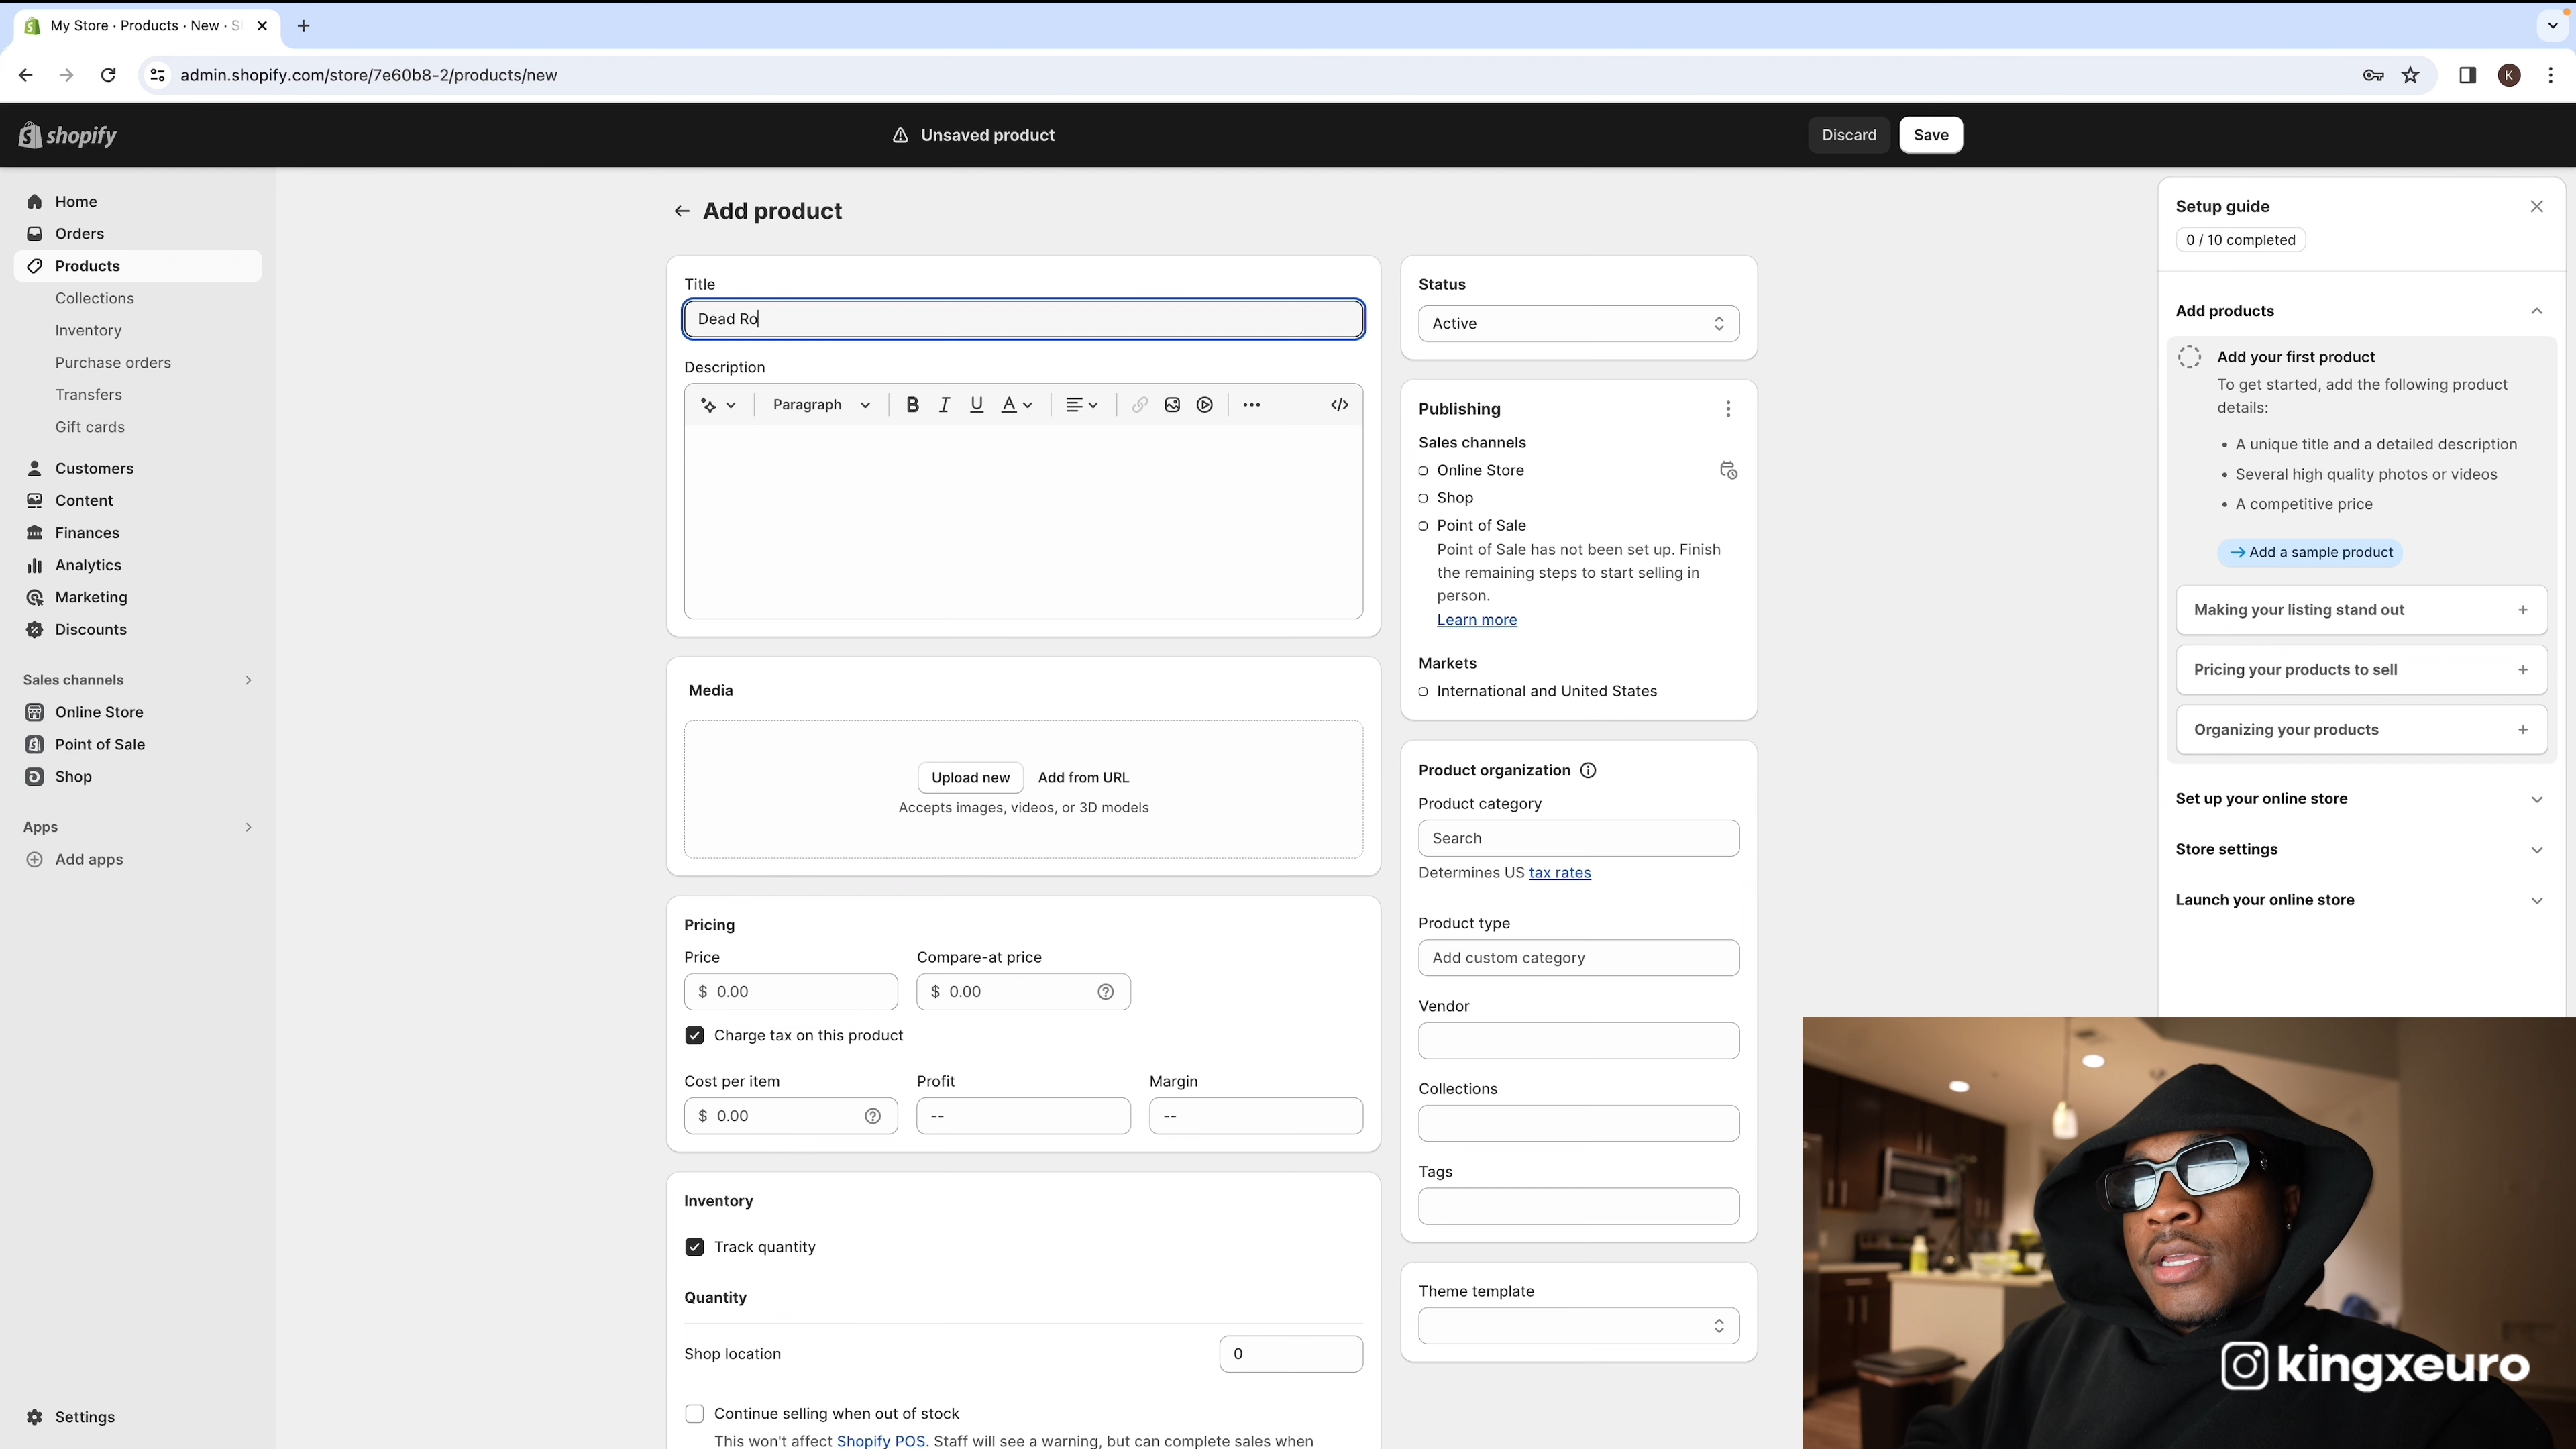 My Store · Products · New · S
admin.shopify.com/store/7e60b8-2/products/new
K
shopify
Unsaved product
Discard
Save
Home
Orders
Products
Collections
Inventory
Purchase orders
Transfers
Gift cards
Customers
Content
Finances
Analytics
Marketing
Discounts
Sales channels
Online Store
Point of Sale
Shop
Apps
Add apps
Settings
Add product
Title
Dead Ro
Description
Paragraph
B I U A
Media
Upload new Add from URL
Accepts images, videos, or 3D models
Pricing
Price Compare-at price
$ 0.00 $ 0.00
Charge tax on this product
Cost per item Profit Margin
$ 0.00 -- --
Inventory
Track quantity
Quantity
Shop location 0
Continue selling when out of stock
This won't affect Shopify POS. Staff will see a warning, but can complete sales when
Status
Active
Publishing
Sales channels
Online Store
Shop
Point of Sale
Point of Sale has not been set up. Finish
the remaining steps to start selling in
person.
Learn more
Markets
International and United States
Product organization
Product category
Search
Determines US tax rates
Product type
Add custom category
Vendor
Collections
Tags
Theme template
Setup guide
0 / 10 completed
Add products
Add your first product
To get started, add the following product
details:
• A unique title and a detailed description
• Several high quality photos or videos
• A competitive price
Add a sample product
Making your listing stand out
Pricing your products to sell
Organizing your products
Set up your online store
Store settings
Launch your online store
kingxeuro